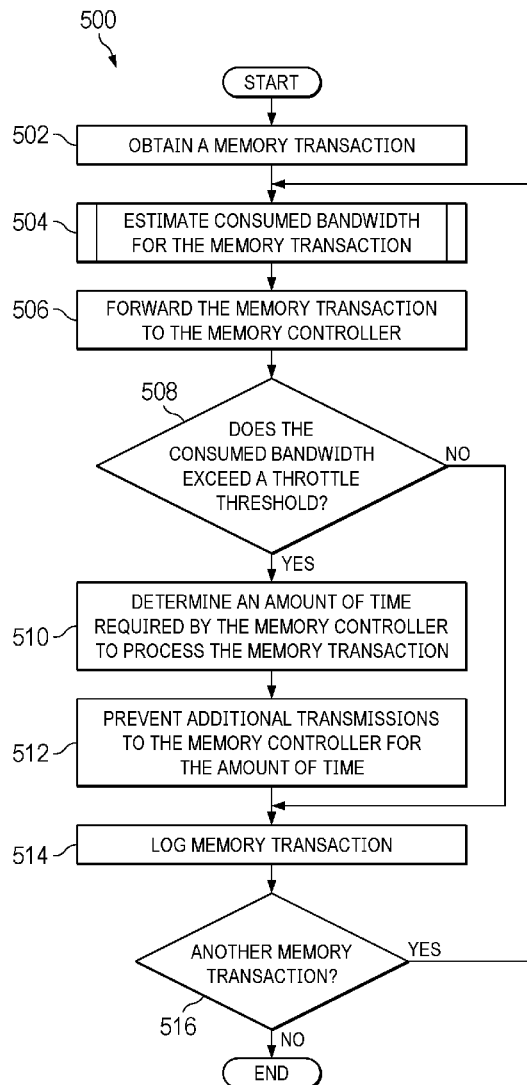 500
START
502
OBTAIN A MEMORY TRANSACTION
504
ESTIMATE CONSUMED BANDWIDTH
FOR THE MEMORY TRANSACTION
506
FORWARD THE MEMORY TRANSACTION
TO THE MEMORY CONTROLLER
508
DOES THE
CONSUMED BANDWIDTH
EXCEED A THROTTLE
THRESHOLD?
NO
YES
510
DETERMINE AN AMOUNT OF TIME
REQUIRED BY THE MEMORY CONTROLLER
TO PROCESS THE MEMORY TRANSACTION
512
PREVENT ADDITIONAL TRANSMISSIONS
TO THE MEMORY CONTROLLER FOR
THE AMOUNT OF TIME
514
LOG MEMORY TRANSACTION
ANOTHER MEMORY
TRANSACTION?
YES
516
NO
END